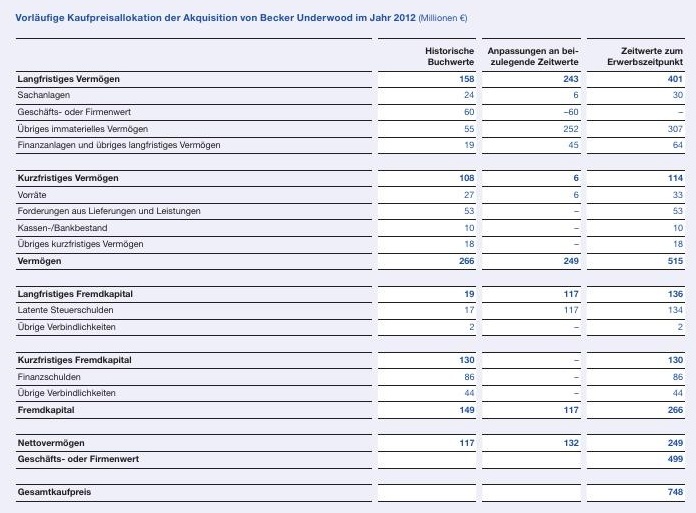 Vorläufige Kaufpreisallokation der Akquisition von Becker Underwood im Jahr 2012 (Millionen €)
Historische Buchwerte Anpassungen an bei- zulegende Zeitwerte Zeitwerte zum Erwerbszeitpunkt
Langfristiges Vermögen 158 243 401
Sachanlagen 24 6 30
Geschäfts- oder Firmenwert 60 –60 –
Übriges immaterielles Vermögen 55 252 307
Finanzanlagen und übriges langfristiges Vermögen 19 45 64
Kurzfristiges Vermögen 108 6 114
Vorräte 27 6 33
Forderungen aus Lieferungen und Leistungen 53 – 53
Kassen-/Bankbestand 10 – 10
Übriges kurzfristiges Vermögen 18 – 18
Vermögen 266 249 515
Langfristiges Fremdkapital 19 117 136
Latente Steuerschulden 17 117 134
Übrige Verbindlichkeiten 2 – 2
Kurzfristiges Fremdkapital 130 – 130
Finanzschulden 86 – 86
Übrige Verbindlichkeiten 44 – 44
Fremdkapital 149 117 266
Nettovermögen 117 132 249
Geschäfts- oder Firmenwert 499
Gesamtkaufpreis 748